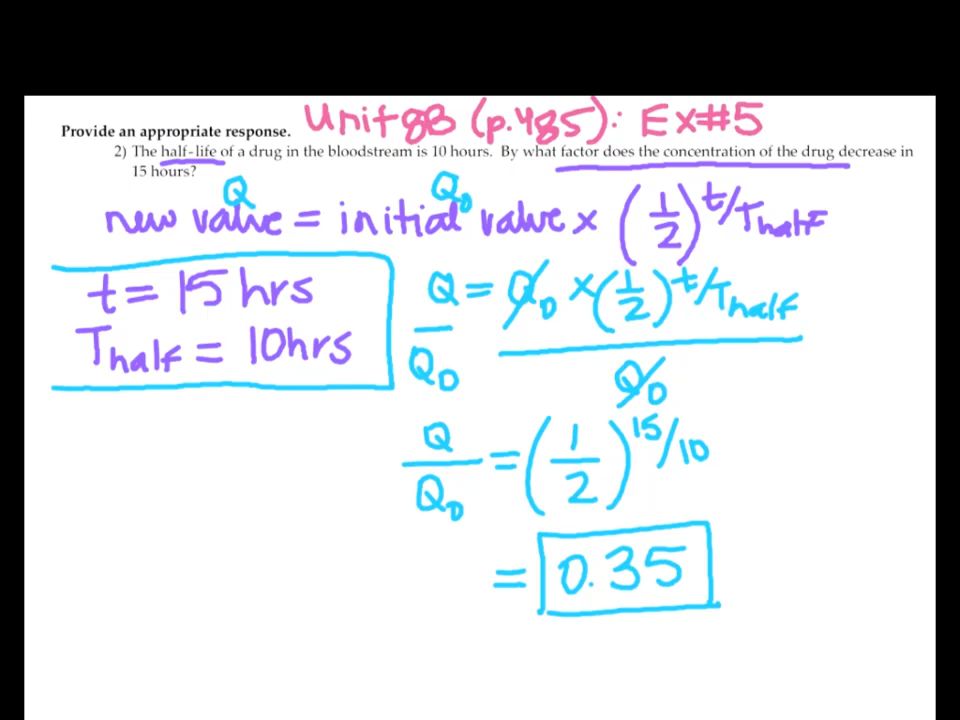 Unit 8B (p.485): Ex#5
Provide an appropriate response.
2) The half-life of a drug in the bloodstream is 10 hours. By what factor does the concentration of the drug decrease in
15 hours?
Q Q0
new value = initial value × (1/2)^t/Thalf
t = 15 hrs
Thalf = 10hrs
Q/Q0 = Q0 × (1/2)^t/Thalf / Q0
Q/Q0 = (1/2)^15/10
= 0.35